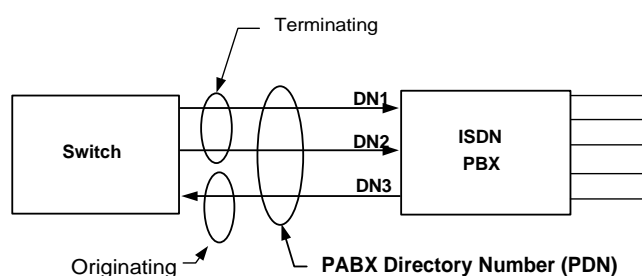 Terminating
DN1
Switch
DN2
ISDN
PBX
DN3
Originating
PABX Directory Number (PDN)